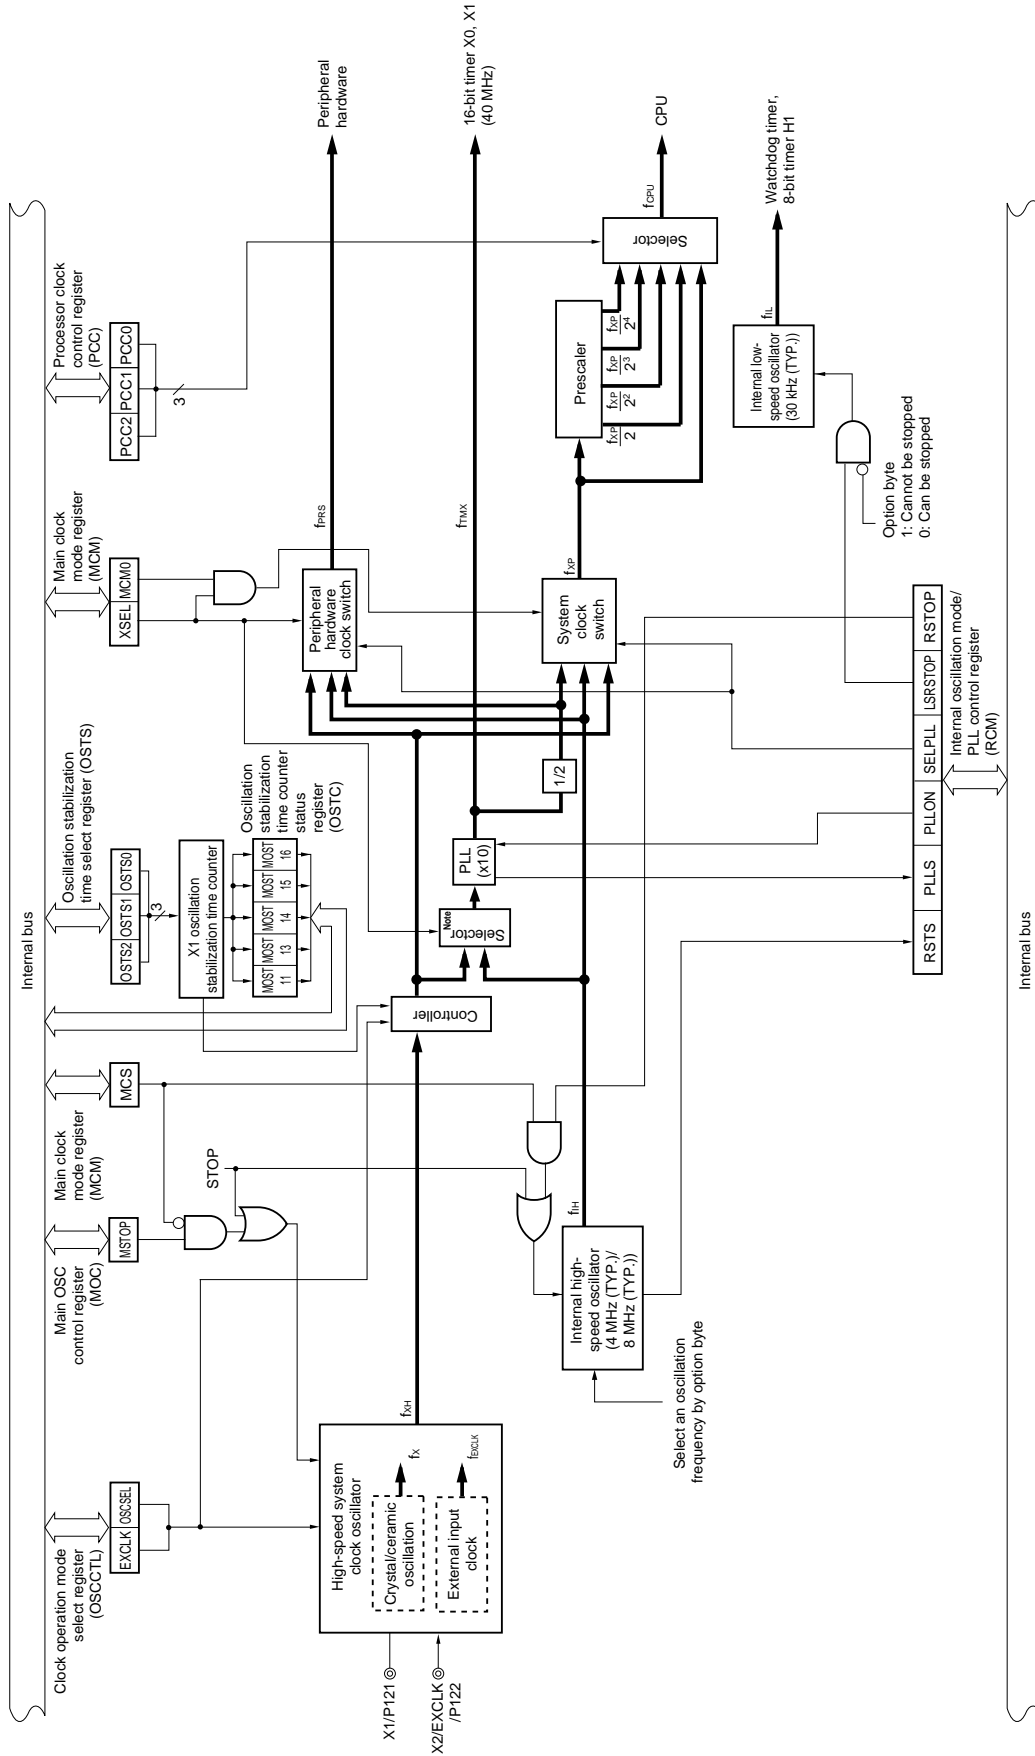 Internal bus
Clock operation mode
select register
(OSCCTL)
EXCLK
OSCSEL
Main OSC
control register
(MOC)
MSTOP
Main clock
mode register
(MCM)
MCS
Oscillation stabilization
time select register (OSTS)
OSTS2
OSTS1
OSTS0
3
X1 oscillation
stabilization time counter
Oscillation
stabilization
time counter
status
register
(OSTC)
MOST
11
MOST
13
MOST
14
MOST
15
MOST
16
Main clock
mode register
(MCM)
XSEL
MCM0
Processor clock
control register
(PCC)
PCC2
PCC1
PCC0
3
STOP
X1/P121
X2/EXCLK
/P122
High-speed system
clock oscillator
Crystal/ceramic
oscillation
fX
External input
clock
fEXCLK
fXH
Controller
Peripheral
hardware
clock switch
fPRS
Peripheral
hardware
Note
Selector
PLL
(x10)
fTMX
16-bit timer X0, X1
(40 MHz)
1/2
Internal high-
speed oscillator
(4 MHz (TYP.)/
8 MHz (TYP.))
fIH
Select an oscillation
frequency by option byte
System
clock
switch
fXP
Prescaler
fXP
2
fXP
2²
fXP
2³
fXP
2⁴
Selector
fCPU
CPU
Internal low-
speed oscillator
(30 kHz (TYP.))
fIL
Watchdog timer,
8-bit timer H1
Option byte
1: Cannot be stopped
0: Can be stopped
RSTS
PLLS
PLLON
SELPLL
LSRSTOP
RSTOP
Internal oscillation mode/
PLL control register
(RCM)
Internal bus